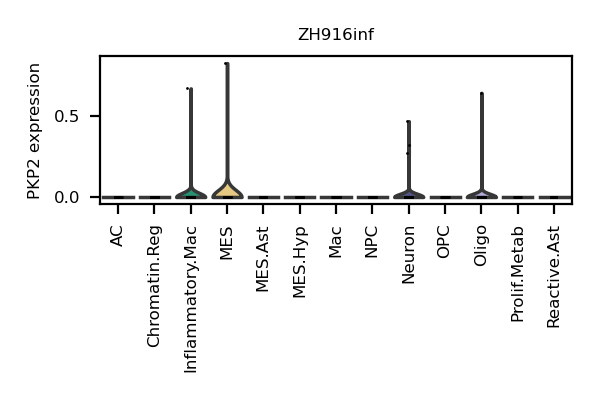 ZH916inf
PKP2 expression
0.5
0.0
AC
Chromatin.Reg
Inflammatory.Mac
MES
MES.Ast
MES.Hyp
Mac
NPC
Neuron
OPC
Oligo
Prolif.Metab
Reactive.Ast